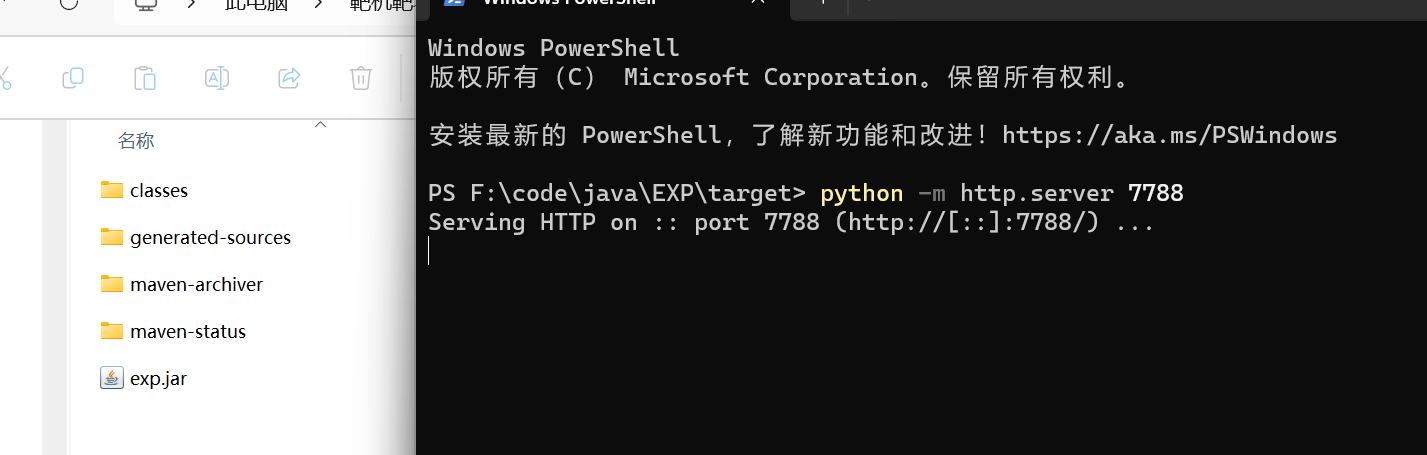 此电脑
靶机靶
Windows PowerShell
名称
classes
generated-sources
maven-archiver
maven-status
exp.jar
Windows PowerShell
版权所有（C） Microsoft Corporation。保留所有权利。
安装最新的 PowerShell，了解新功能和改进！https://aka.ms/PSWindows
PS F:\code\java\EXP\target> python -m http.server 7788
Serving HTTP on :: port 7788 (http://[::]:7788/) ...